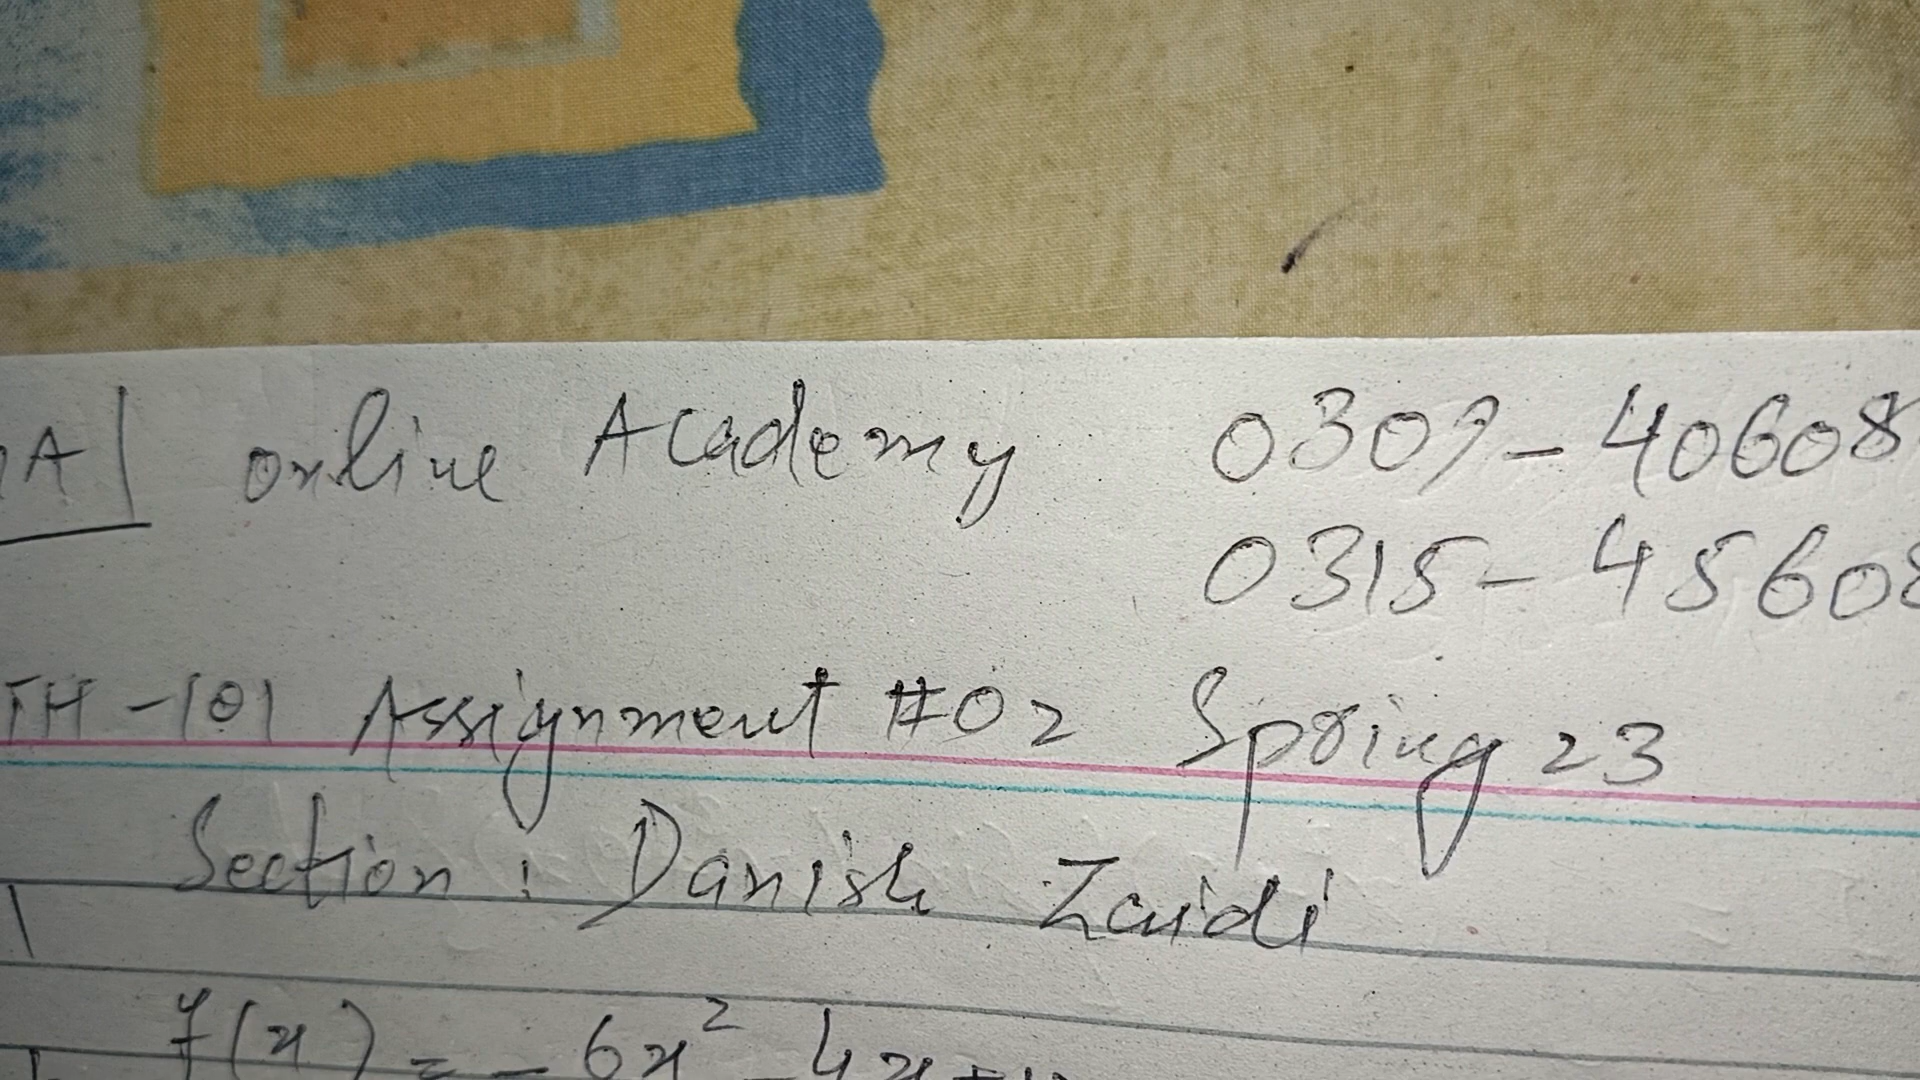 A| online Academy 0309-40608
0315-45608
TH-101 Assignment #02 Spring 23
Section: Danish Zaidi
f(x) = -6x² -4x+